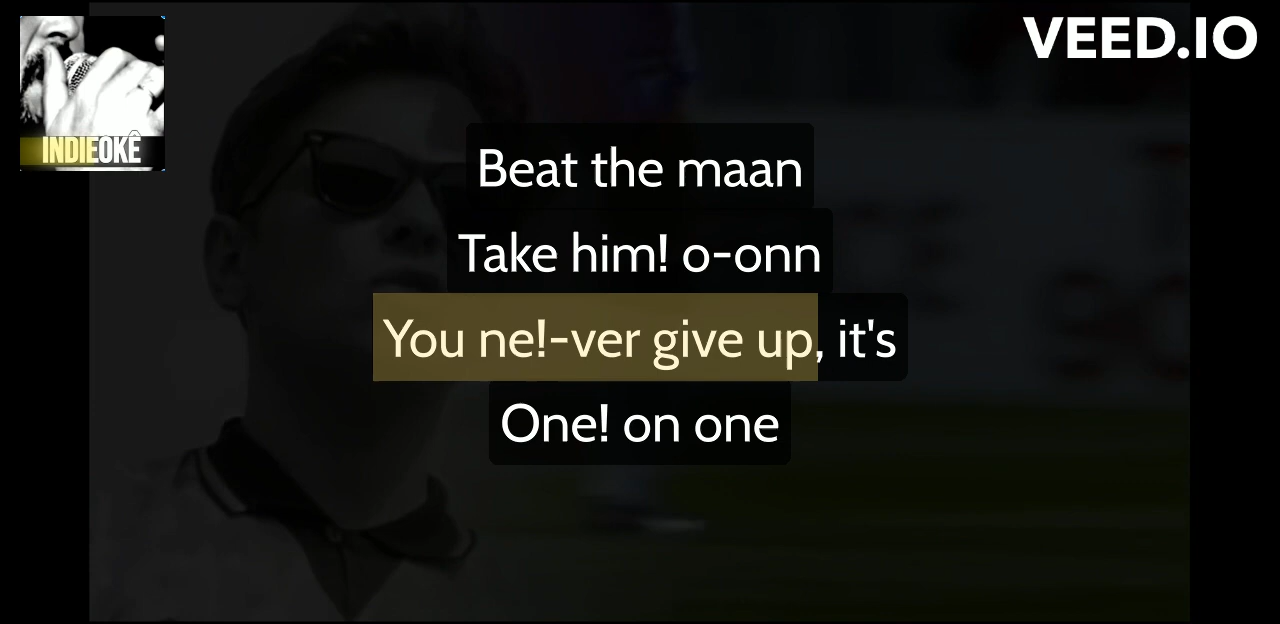 INDIEOKÊ
VEED.IO
Beat the maan
Take him! o-onn
You ne!-ver give up, it's
One! on one